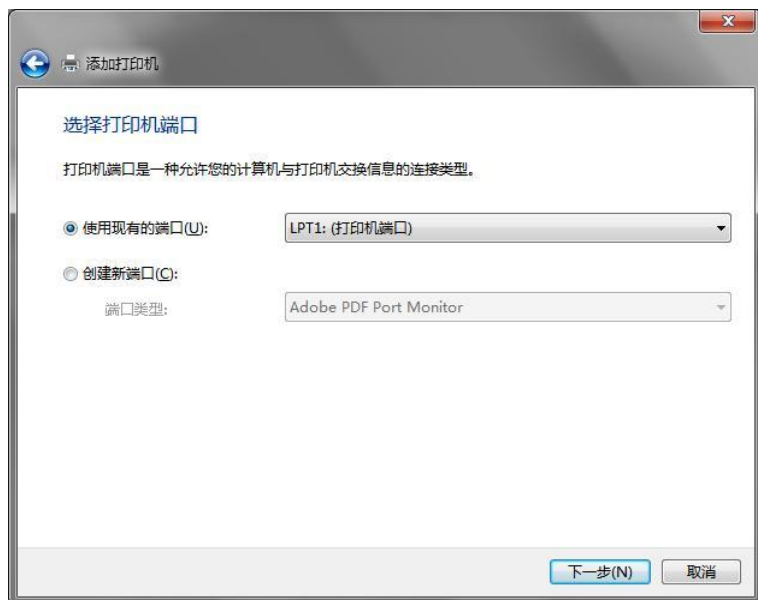 添加打印机
选择打印机端口
打印机端口是一种允许您的计算机与打印机交换信息的连接类型。
使用现有的端口(U): LPT1: (打印机端口)
创建新端口(C):
端口类型: Adobe PDF Port Monitor
下一步(N) 取消